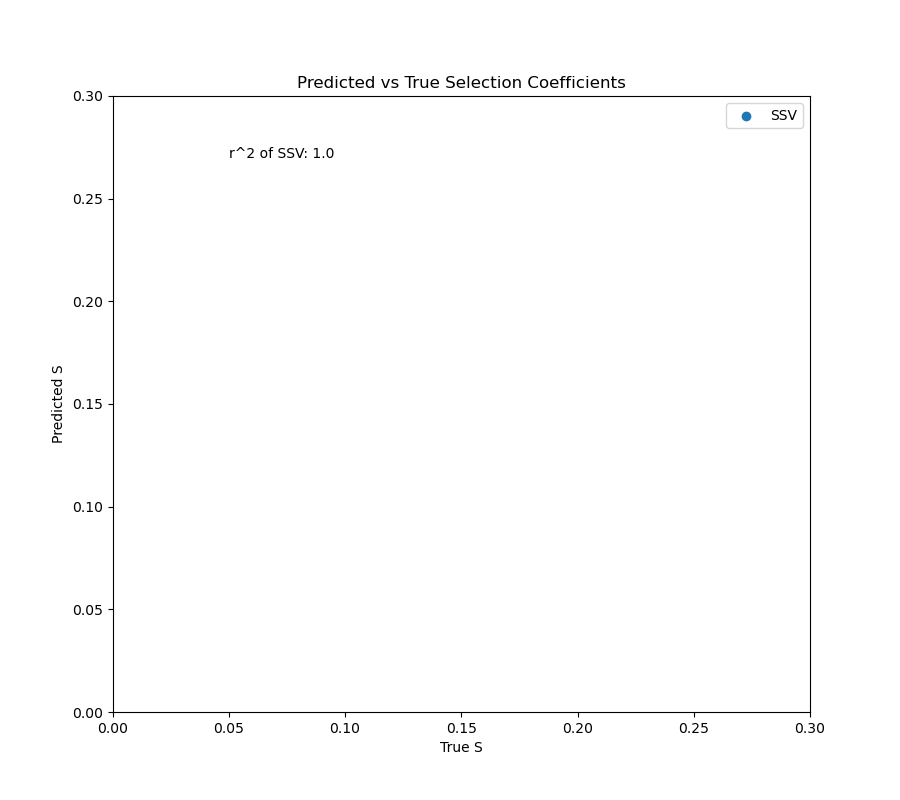 Predicted vs True Selection Coefficients
0.30
SSV
r^2 of SSV: 1.0
0.25
0.20
0.15
Predicted S
0.10
0.05
0.00
0.00 0.05 0.10 0.15 0.20 0.25 0.30
True S